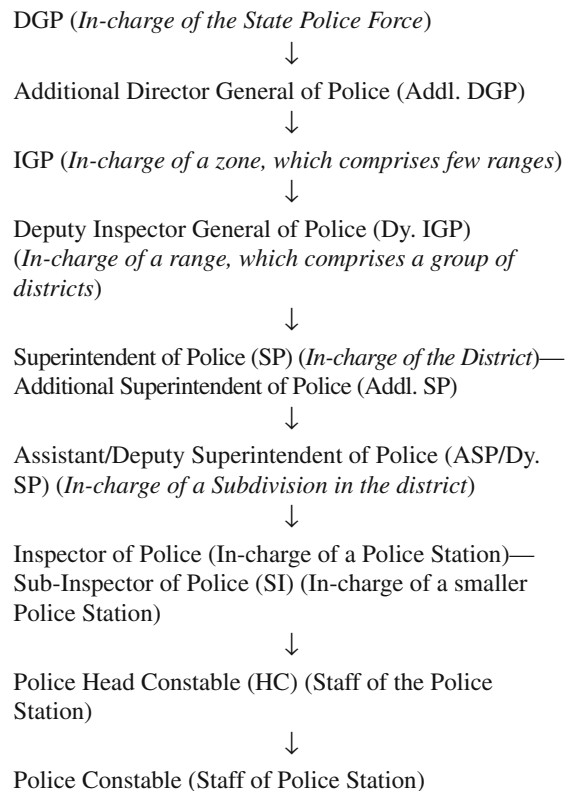 DGP (In-charge of the State Police Force)
↓
Additional Director General of Police (Addl. DGP)
↓
IGP (In-charge of a zone, which comprises few ranges)
↓
Deputy Inspector General of Police (Dy. IGP)
(In-charge of a range, which comprises a group of
districts)
↓
Superintendent of Police (SP) (In-charge of the District)—
Additional Superintendent of Police (Addl. SP)
↓
Assistant/Deputy Superintendent of Police (ASP/Dy.
SP) (In-charge of a Subdivision in the district)
↓
Inspector of Police (In-charge of a Police Station)—
Sub-Inspector of Police (SI) (In-charge of a smaller
Police Station)
↓
Police Head Constable (HC) (Staff of the Police
Station)
↓
Police Constable (Staff of Police Station)